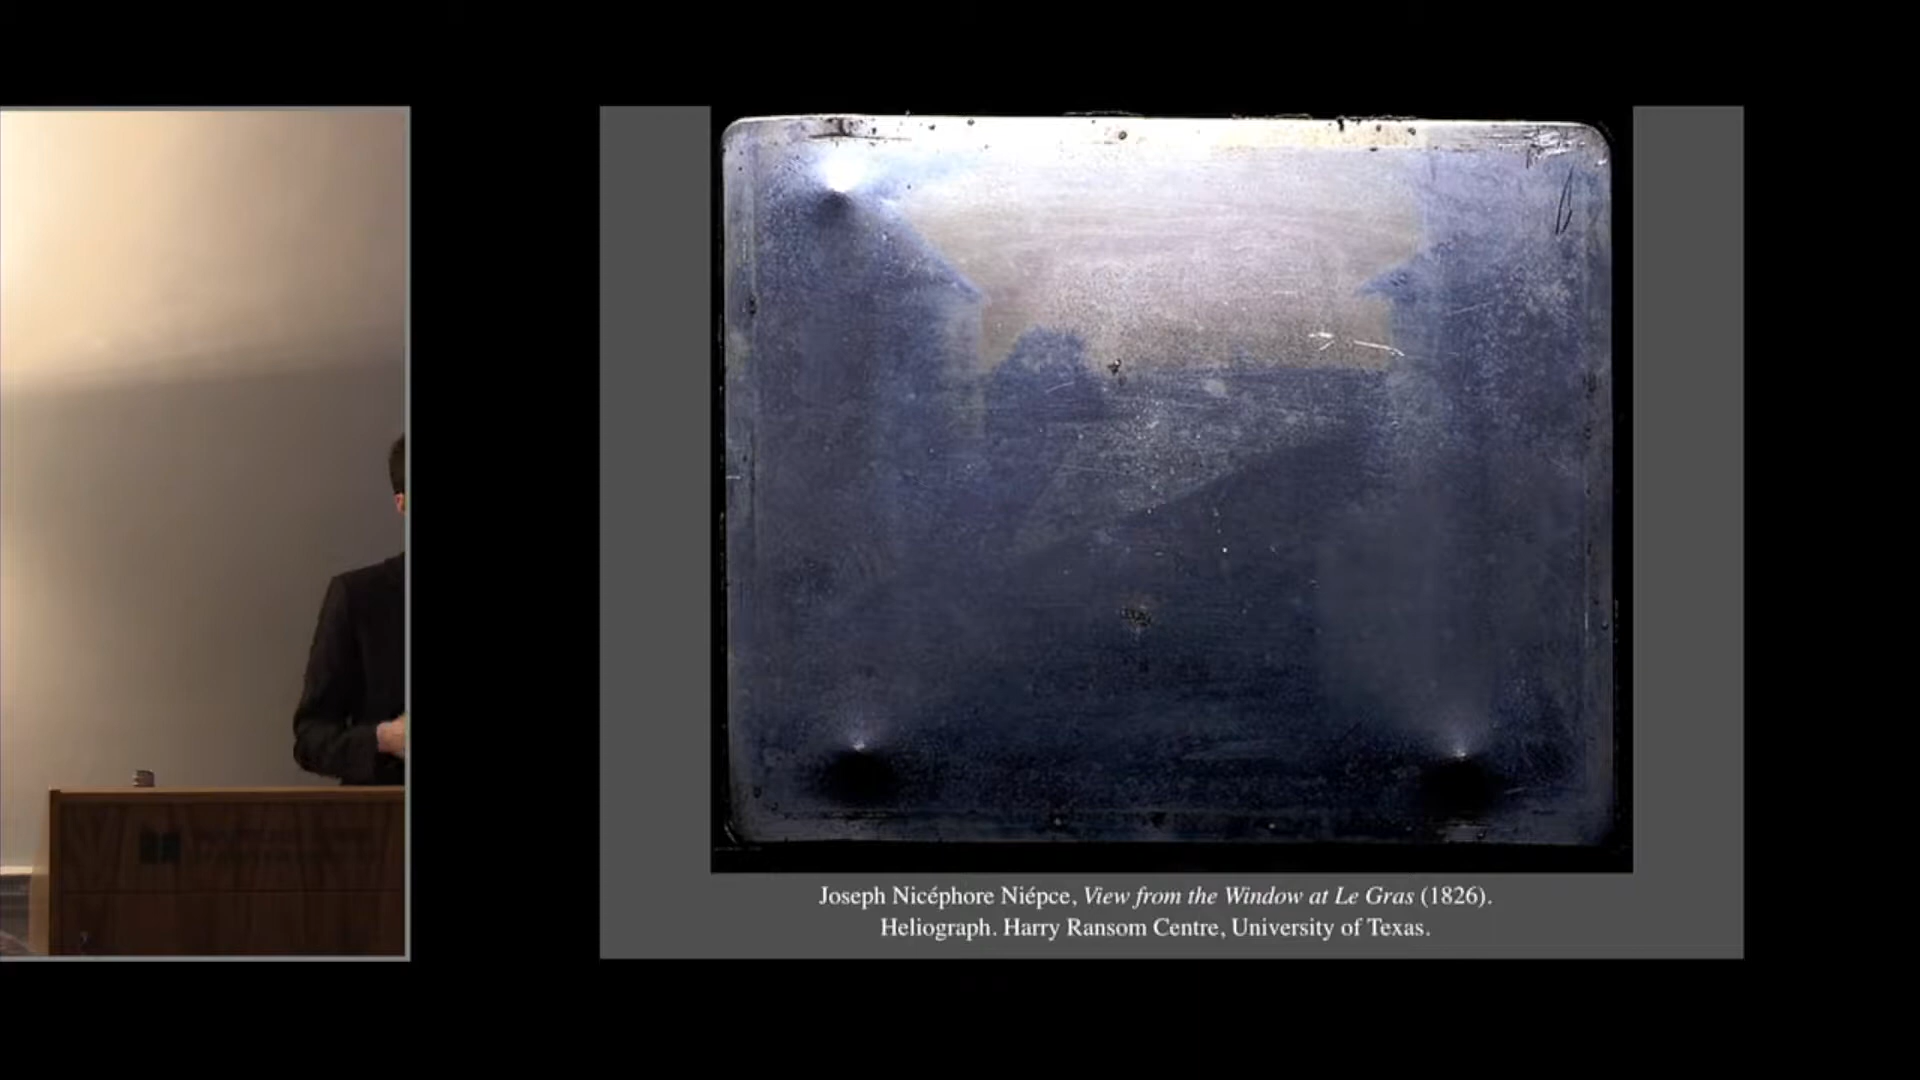 Joseph Nicéphore Niépce, View from the Window at Le Gras (1826).
Heliograph. Harry Ransom Centre, University of Texas.